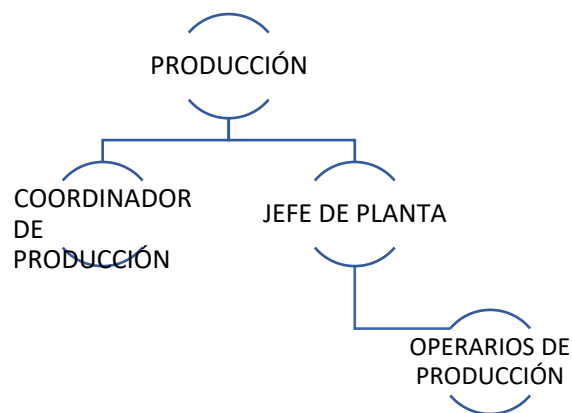 PRODUCCIÓN
COORDINADOR
DE
PRODUCCIÓN
JEFE DE PLANTA
OPERARIOS DE
PRODUCCIÓN